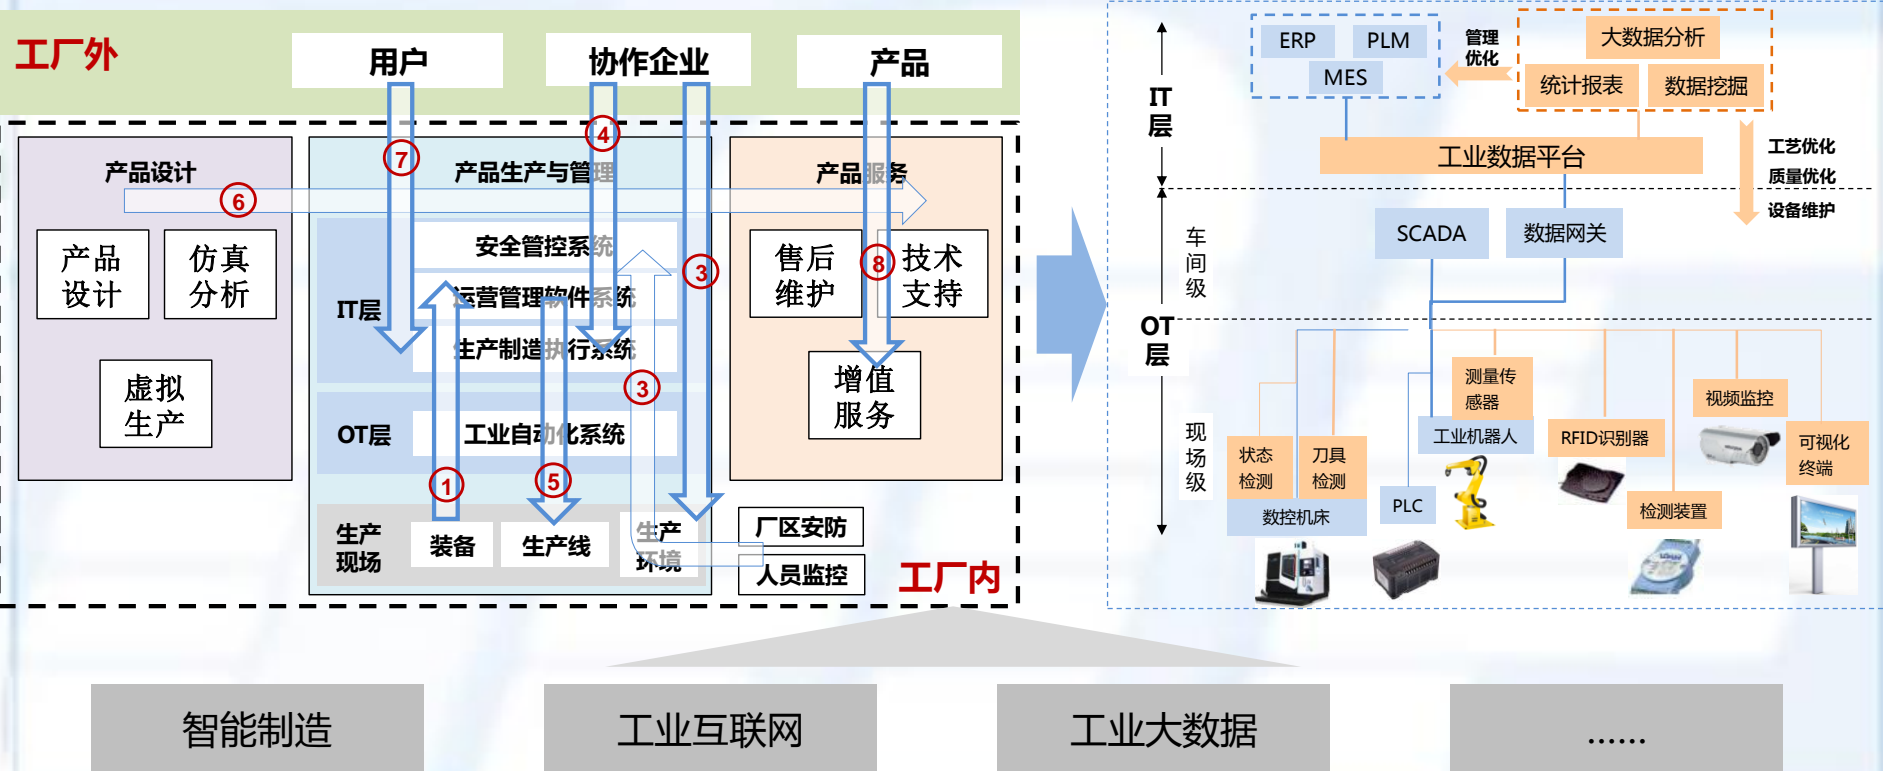 工厂外
用户
协作企业
产品
④
⑦
产品设计
产品生产与管理
产品服务
⑥
产品
设计
仿真
分析
虚拟
生产
IT层
安全管控系统
运营管理软件系统
生产制造执行系统
③
③
OT层
工业自动化系统
①
⑤
生产
现场
装备
生产线
生产
环境
售后
维护
⑧
技术
支持
增值
服务
厂区安防
人员监控
工厂内
IT
层
ERP
PLM
MES
管理
优化
大数据分析
统计报表
数据挖掘
工业数据平台
工艺优化
质量优化
设备维护
OT
层
车
间
级
SCADA
数据网关
现
场
级
状态
检测
刀具
检测
数控机床
PLC
测量传
感器
工业机器人
RFID识别器
检测装置
视频监控
可视化
终端
智能制造
工业互联网
工业大数据
......